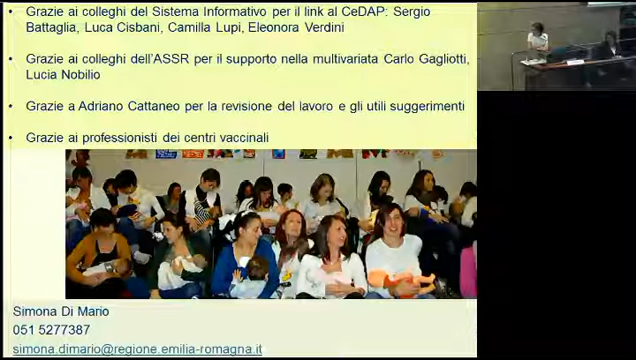 • Grazie ai colleghi del Sistema Informativo per il link al CeDAP: Sergio
Battaglia, Luca Cisbani, Camilla Lupi, Eleonora Verdini
• Grazie ai colleghi dell'ASSR per il supporto nella multivariata Carlo Gagliotti,
Lucia Nobilio
• Grazie a Adriano Cattaneo per la revisione del lavoro e gli utili suggerimenti
• Grazie ai professionisti dei centri vaccinali
Simona Di Mario
051 5277387
simona.dimario@regione.emilia-romagna.it